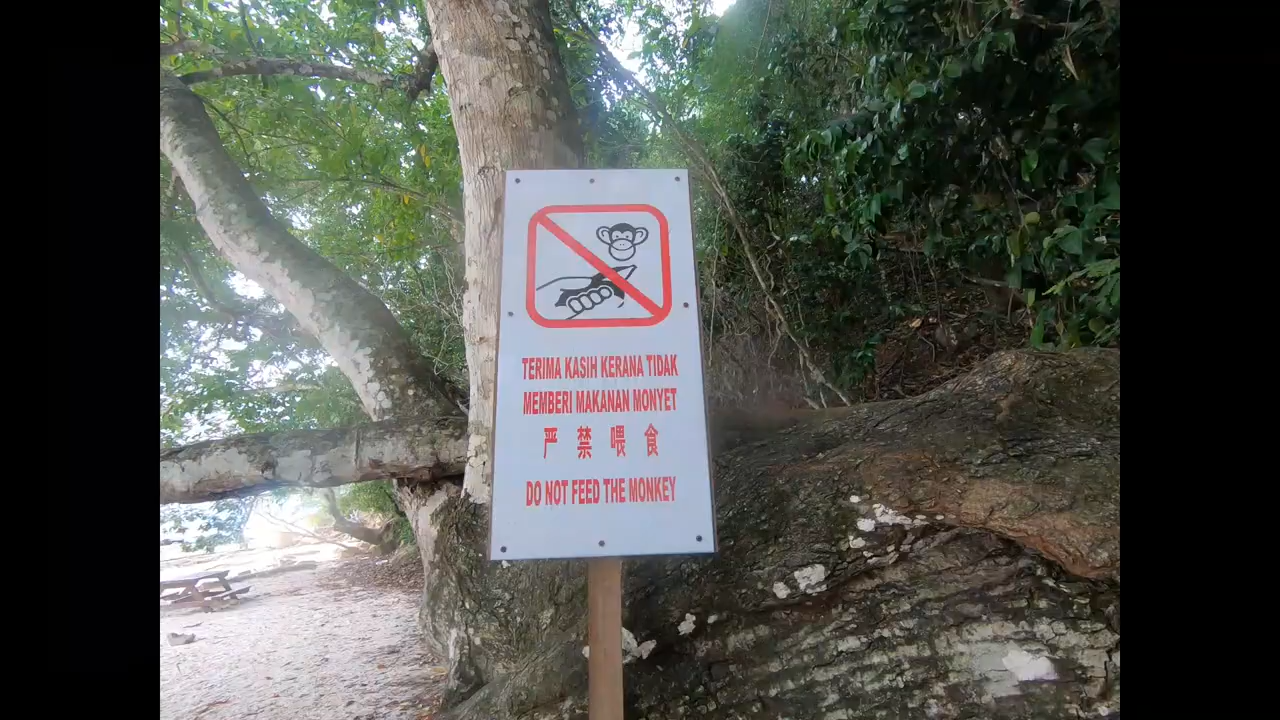 TERIMA KASIH KERANA TIDAK
MEMBERI MAKANAN MONYET
严 禁 喂 食
DO NOT FEED THE MONKEY